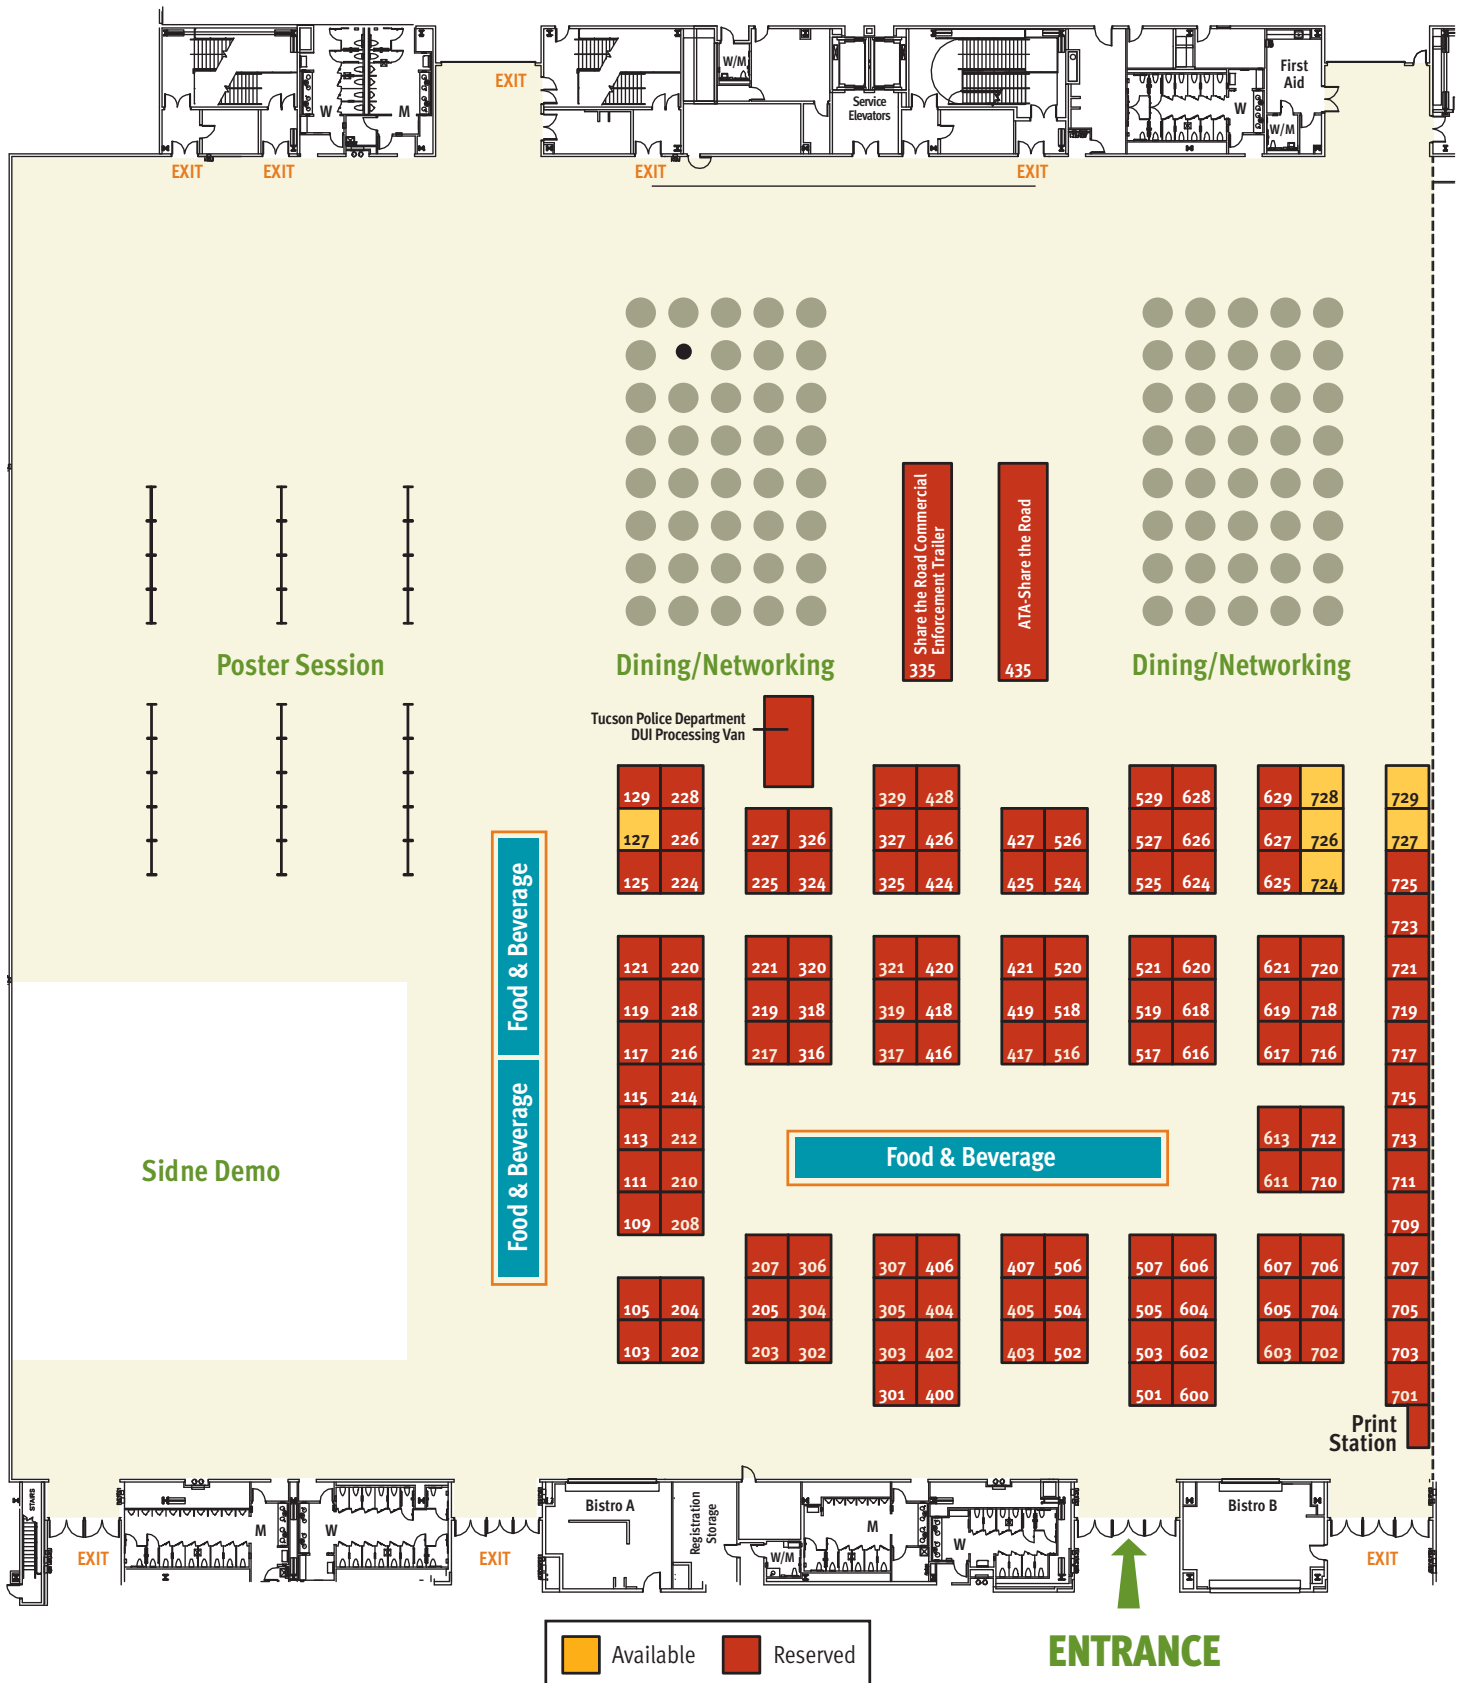 EXIT
W/M
First
Aid
W
M
Service
Elevators
W
W/M
EXIT
EXIT
EXIT
EXIT
Share the Road Commercial
Enforcement Trailer
335
ATA-Share the Road
435
Poster Session
Dining/Networking
Dining/Networking
Tucson Police Department
DUI Processing Van
129 228 329 428 529 628 629 728 729
127 226 227 326 327 426 427 526 527 626 627 726 727
125 224 225 324 325 424 425 524 525 624 625 724 725
723
Food & Beverage
121 220 221 320 321 420 421 520 521 620 621 720 721
119 218 219 318 319 418 419 518 519 618 619 718 719
117 216 217 316 317 416 417 516 517 616 617 716 717
115 214 715
113 212 613 712 713
Food & Beverage
Food & Beverage
Sidne Demo
111 210 611 710 711
109 208 709
207 306 307 406 407 506 507 606 607 706 707
105 204 205 304 305 404 405 504 505 604 605 704 705
103 202 203 302 303 402 403 502 503 602 603 702 703
301 400 501 600 701
Print
Station
STAIRS
Bistro A
Registration
Storage
Bistro B
M
W
M
W
W/M
EXIT
EXIT
EXIT
ENTRANCE
Available
Reserved